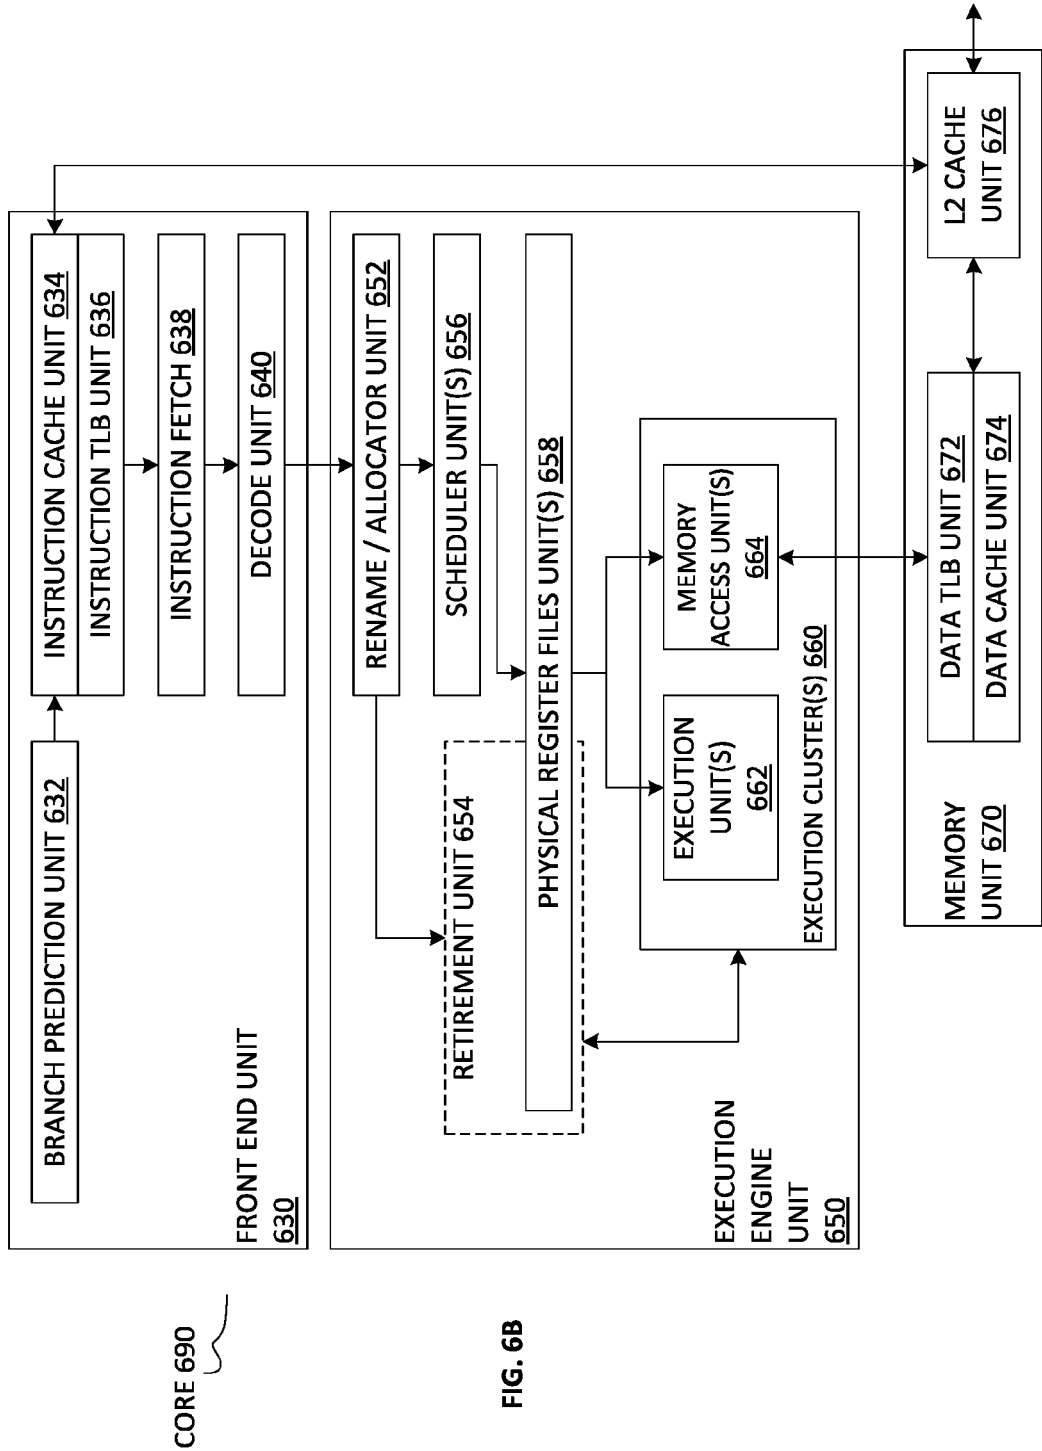 BRANCH PREDICTION UNIT 632
INSTRUCTION CACHE UNIT 634
INSTRUCTION TLB UNIT 636
INSTRUCTION FETCH 638
DECODE UNIT 640
FRONT END UNIT
630
CORE 690
RENAME / ALLOCATOR UNIT 652
SCHEDULER UNIT(S) 656
RETIREMENT UNIT 654
PHYSICAL REGISTER FILES UNIT(S) 658
EXECUTION
UNIT(S)
662
MEMORY
ACCESS UNIT(S)
664
EXECUTION CLUSTER(S) 660
EXECUTION
ENGINE
UNIT
650
DATA TLB UNIT 672
DATA CACHE UNIT 674
L2 CACHE
UNIT 676
MEMORY
UNIT 670
FIG. 6B